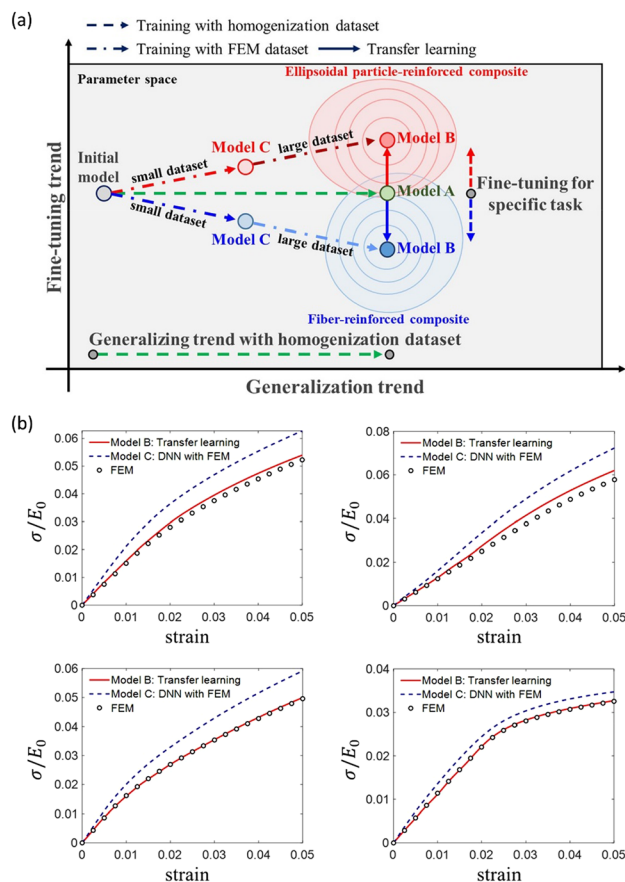 (a)
Training with homogenization dataset
Training with FEM dataset
Transfer learning
Parameter space
Ellipsoidal particle-reinforced composite
Model C
large dataset
Model B
small dataset
Initial model
Model A
Fine-tuning for specific task
small dataset
Model C
large dataset
Model B
Fiber-reinforced composite
Generalizing trend with homogenization dataset
Fine-tuning trend
Generalization trend
(b)
Model B: Transfer learning
Model C: DNN with FEM
FEM
0.06
0.05
0.04
0.03
0.02
0.01
0
σ/E0
0 0.01 0.02 0.03 0.04 0.05
strain
Model B: Transfer learning
Model C: DNN with FEM
FEM
0.08
0.06
0.04
0.02
0
σ/E0
0 0.01 0.02 0.03 0.04 0.05
strain
Model B: Transfer learning
Model C: DNN with FEM
FEM
0.06
0.05
0.04
0.03
0.02
0.01
0
σ/E0
0 0.01 0.02 0.03 0.04 0.05
strain
Model B: Transfer learning
Model C: DNN with FEM
FEM
0.04
0.03
0.02
0.01
0
σ/E0
0 0.01 0.02 0.03 0.04 0.05
strain